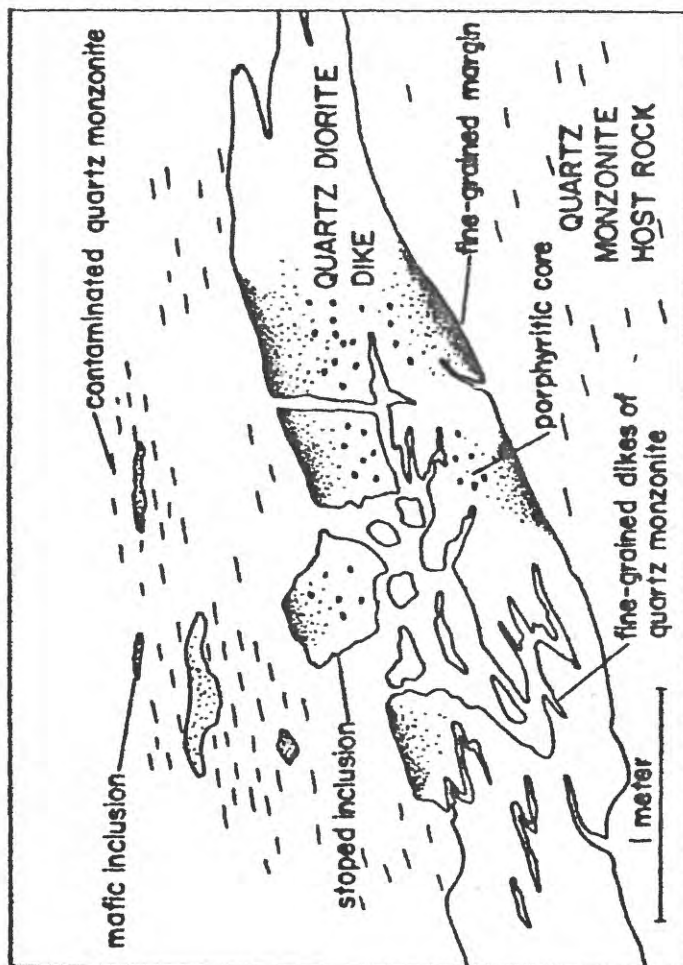 contaminated quartz monzonite
mafic inclusion
stoped inclusion
QUARTZ DIORITE
DIKE
fine-grained margin
porphyritic core
QUARTZ
MONZONITE
HOST ROCK
fine-grained dikes of
quartz monzonite
1 meter